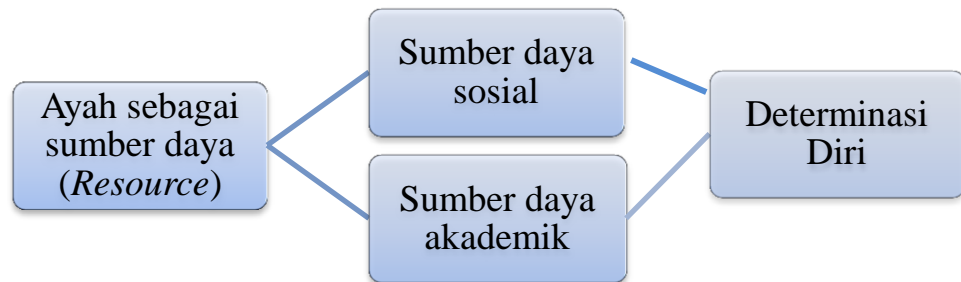 Ayah sebagai
sumber daya
(Resource)
Sumber daya
sosial
Sumber daya
akademik
Determinasi
Diri